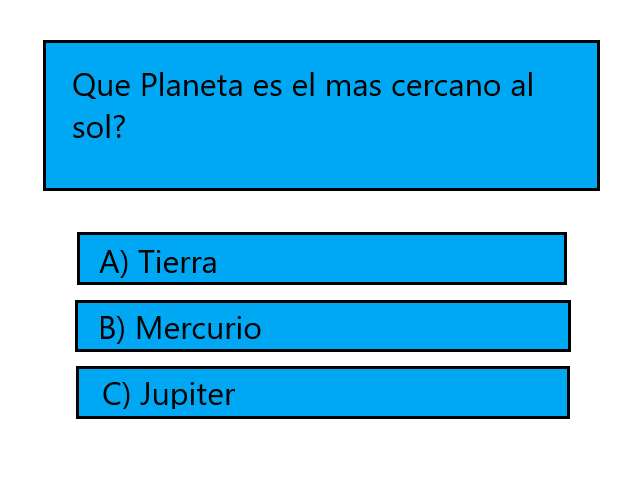 Que Planeta es el mas cercano al
sol?
A) Tierra
B) Mercurio
C) Jupiter